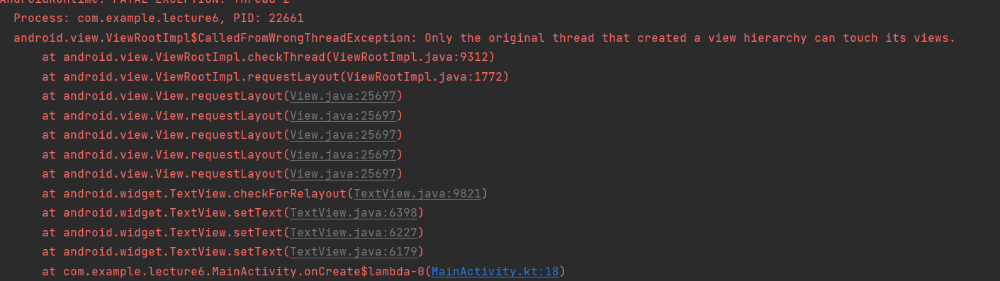 AndroidRuntime: FATAL EXCEPTION: Thread-2
Process: com.example.lecture6, PID: 22661
android.view.ViewRootImpl$CalledFromWrongThreadException: Only the original thread that created a view hierarchy can touch its views.
at android.view.ViewRootImpl.checkThread(ViewRootImpl.java:9312)
at android.view.ViewRootImpl.requestLayout(ViewRootImpl.java:1772)
at android.view.View.requestLayout(View.java:25697)
at android.view.View.requestLayout(View.java:25697)
at android.view.View.requestLayout(View.java:25697)
at android.view.View.requestLayout(View.java:25697)
at android.view.View.requestLayout(View.java:25697)
at android.widget.TextView.checkForRelayout(TextView.java:9821)
at android.widget.TextView.setText(TextView.java:6398)
at android.widget.TextView.setText(TextView.java:6227)
at android.widget.TextView.setText(TextView.java:6179)
at com.example.lecture6.MainActivity.onCreate$lambda-0(MainActivity.kt:18)